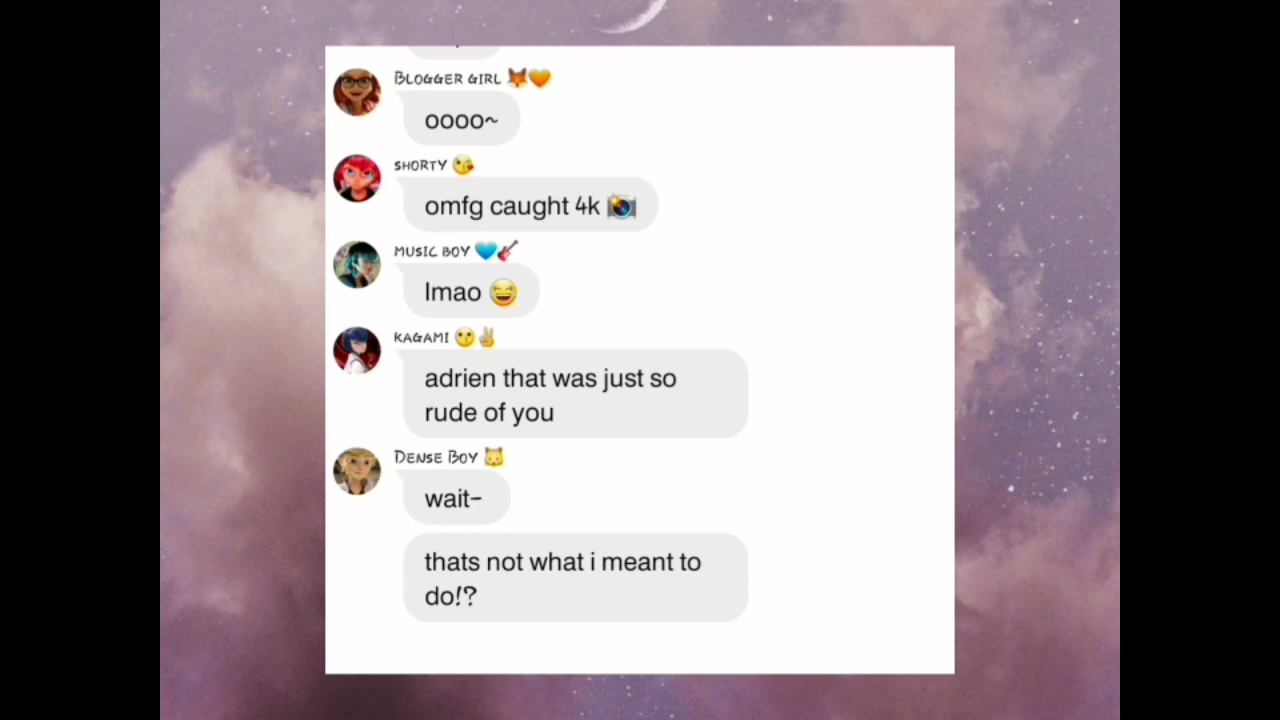 Blogger girl 🦊🧡
oooo~
shorty 😘
omfg caught 4k 📸
music boy 💙🎸
lmao 😆
kagami 🤫✌
adrien that was just so
rude of you
Dense Boy 🐱
wait-
thats not what i meant to
do!?